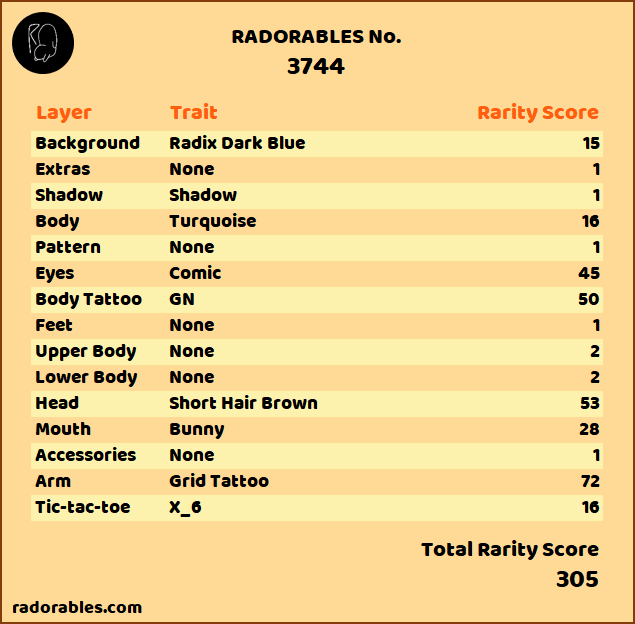 RADORABLES No.
3744
Layer Trait Rarity Score
Background Radix Dark Blue 15
Extras None 1
Shadow Shadow 1
Body Turquoise 16
Pattern None 1
Eyes Comic 45
Body Tattoo GN 50
Feet None 1
Upper Body None 2
Lower Body None 2
Head Short Hair Brown 53
Mouth Bunny 28
Accessories None 1
Arm Grid Tattoo 72
Tic-tac-toe X_6 16
Total Rarity Score
305
radorables.com